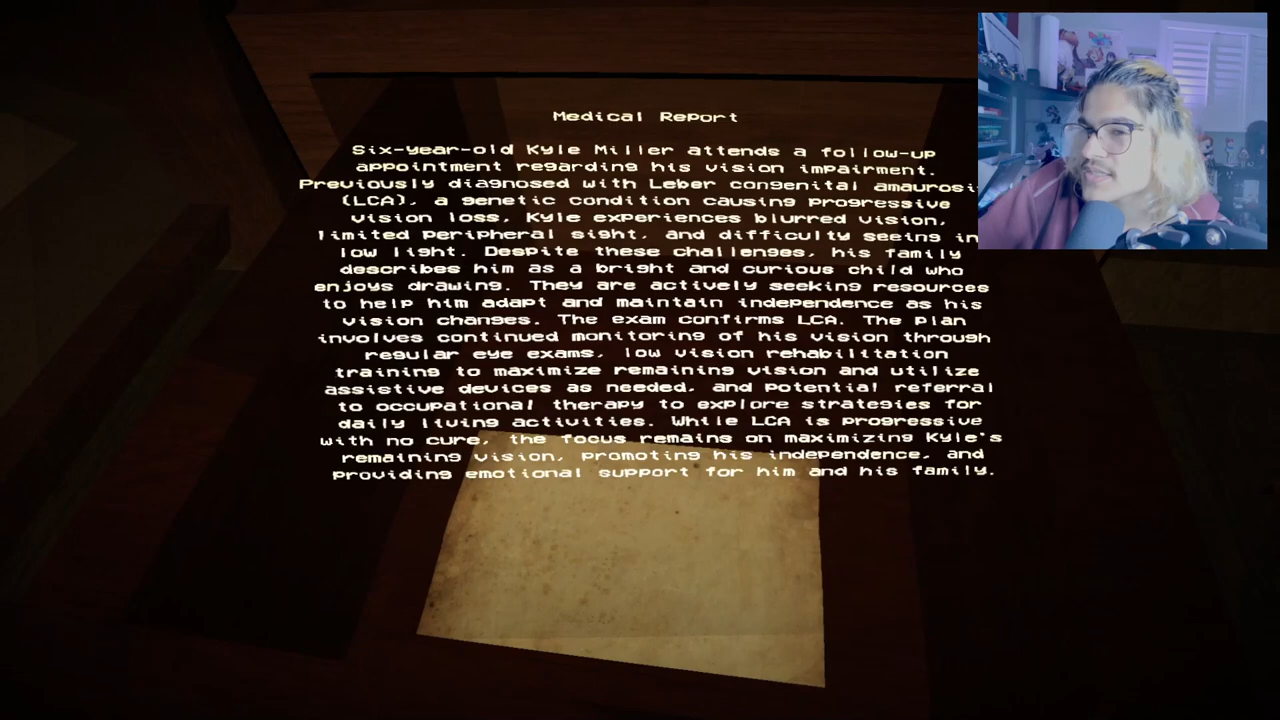 Medical Report
Six-year-old Kyle Miller attends a follow-up
appointment regarding his vision impairment.
Previously diagnosed with Leber congenital amaurosi
(LCA), a genetic condition causing progressive
vision loss, Kyle experiences blurred vision,
limited peripheral sight, and difficulty seeing in
low light. Despite these challenges, his family
describes him as a bright and curious child who
enjoys drawing. They are actively seeking resources
to help him adapt and maintain independence as his
vision changes. The exam confirms LCA. The plan
involves continued monitoring of his vision through
regular eye exams, low vision rehabilitation
training to maximize remaining vision and utilize
assistive devices as needed, and potential referral
to occupational therapy to explore strategies for
daily living activities. While LCA is progressive
with no cure, the focus remains on maximizing Kyle's
remaining vision, promoting his independence, and
providing emotional support for him and his family.